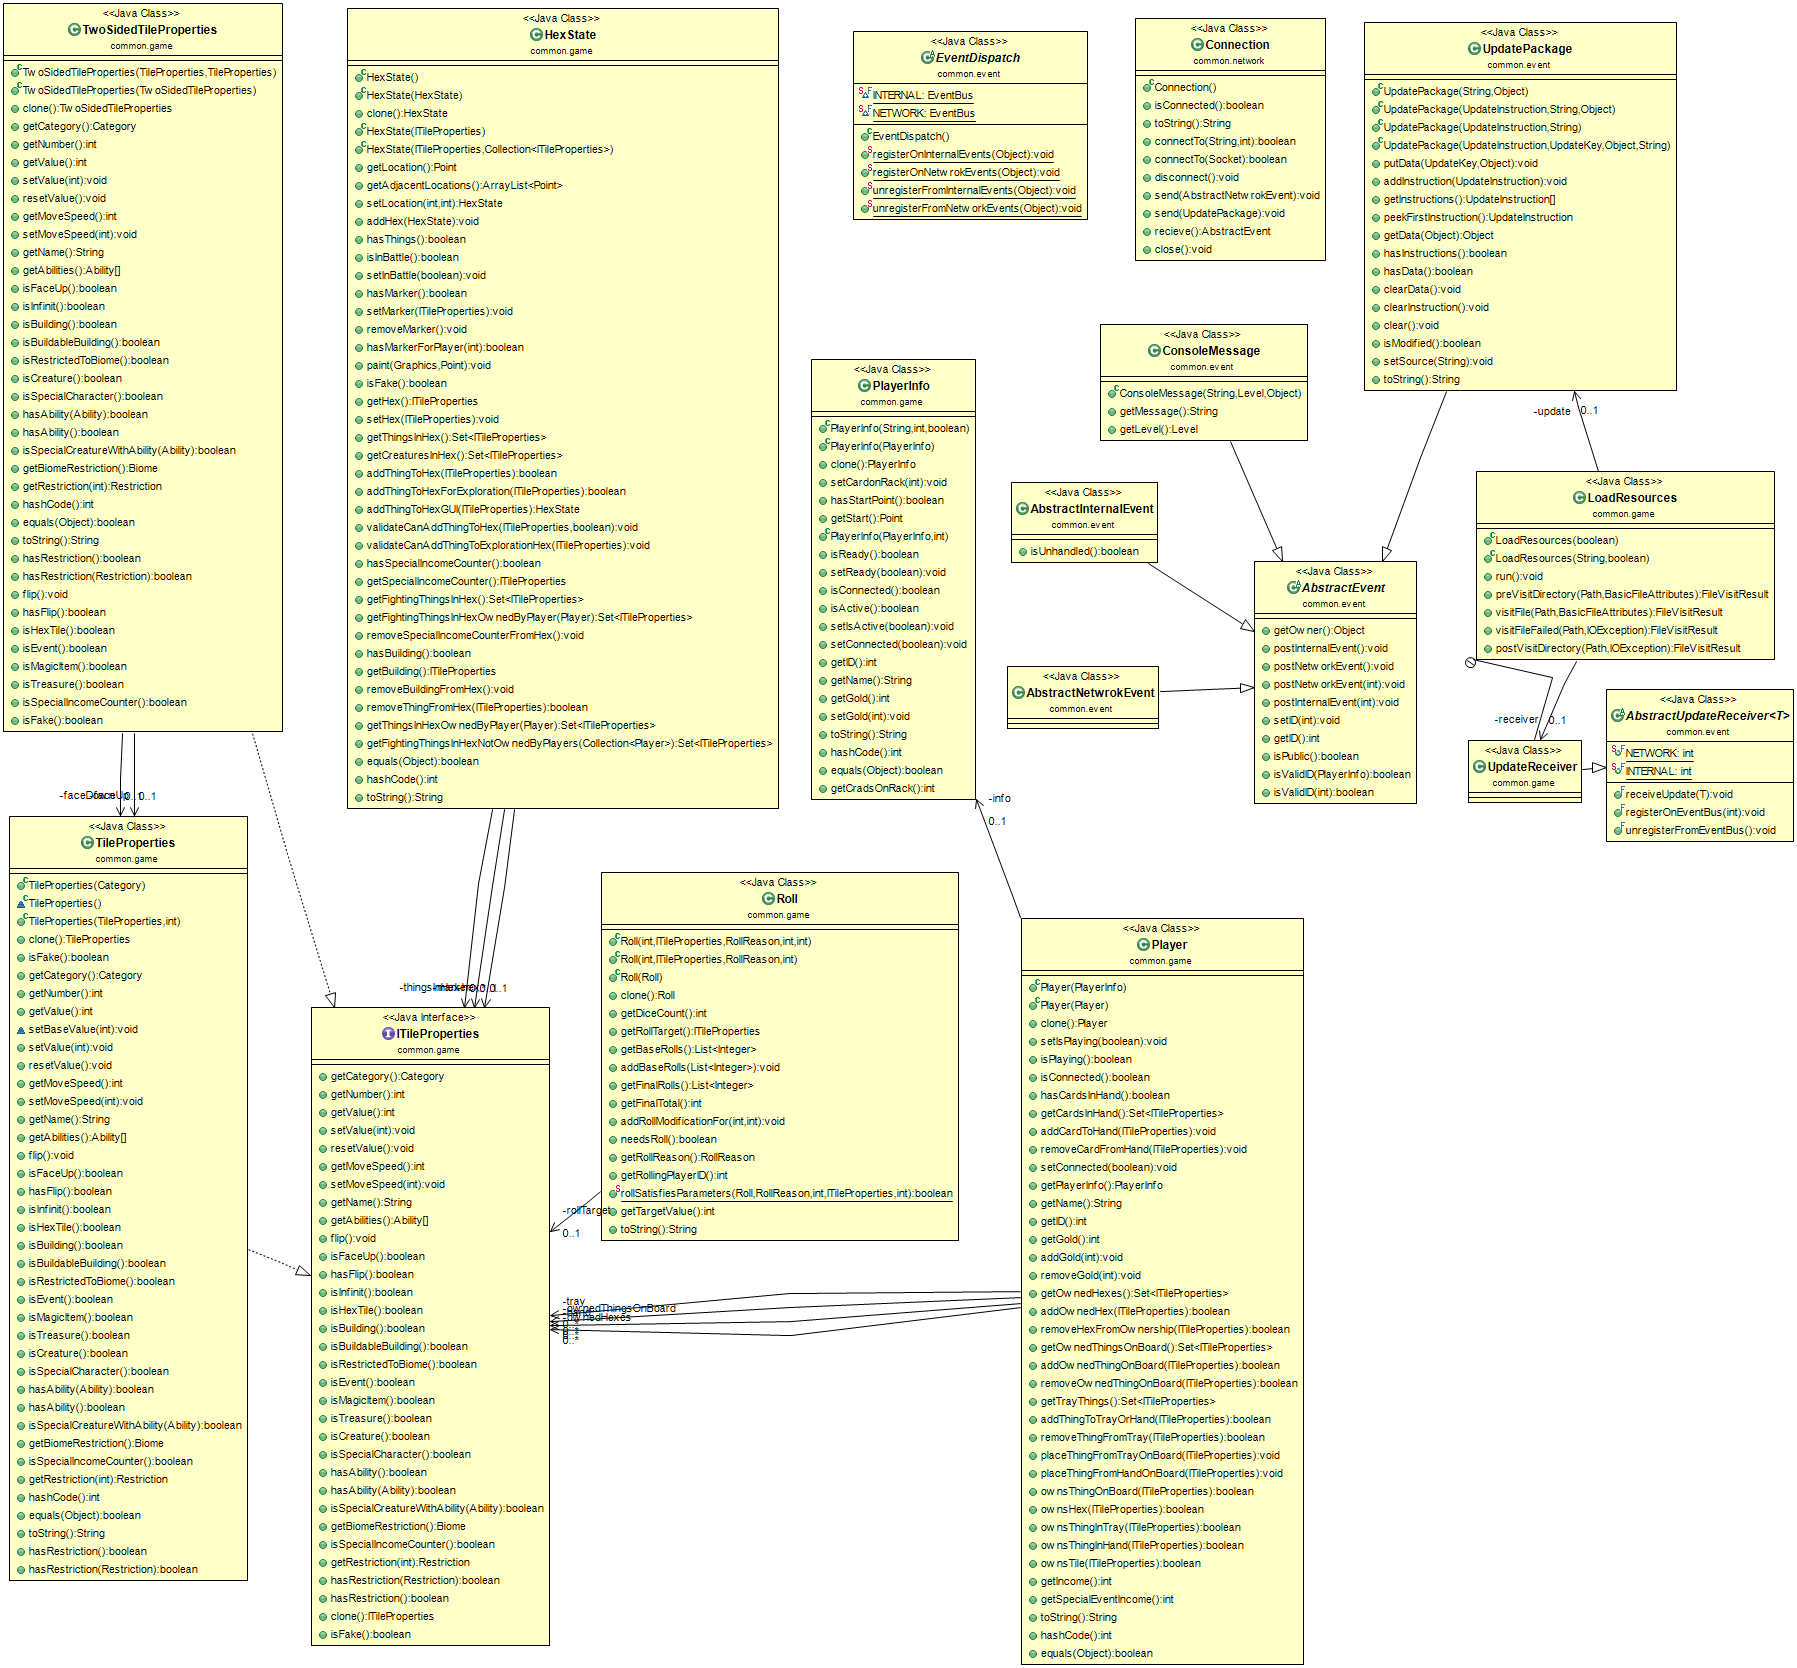 <<Java Class>>
TwoSidedTileProperties
common.game
TwoSidedTileProperties(TileProperties,TileProperties)
TwoSidedTileProperties(TwoSidedTileProperties)
clone():TwoSidedTileProperties
getCategory():Category
getNumber():int
getValue():int
setValue(int):void
resetValue():void
getMoveSpeed():int
setMoveSpeed(int):void
getName():String
getAbilities():Ability[]
isFaceUp():boolean
isInfinit():boolean
isBuilding():boolean
isBuildableBuilding():boolean
isRestrictedToBiome():boolean
isCreature():boolean
isSpecialCharacter():boolean
hasAbility(Ability):boolean
hasAbility():boolean
isSpecialCreatureWithAbility(Ability):boolean
getBiomeRestriction():Biome
getRestriction(int):Restriction
hashCode():int
equals(Object):boolean
toString():String
hasRestriction():boolean
hasRestriction(Restriction):boolean
flip():void
hasFlip():boolean
isHexTile():boolean
isEvent():boolean
isMagicItem():boolean
isTreasure():boolean
isSpecialIncomeCounter():boolean
isFake():boolean
<<Java Class>>
HexState
common.game
HexState()
HexState(HexState)
clone():HexState
HexState(ITileProperties)
HexState(ITileProperties,Collection<ITileProperties>)
getLocation():Point
getAdjacentLocations():ArrayList<Point>
setLocation(int,int):HexState
addHex(HexState):void
hasThings():boolean
isInBattle():boolean
setInBattle(boolean):void
hasMarker():boolean
setMarker(ITileProperties):void
removeMarker():void
hasMarkerForPlayer(int):boolean
paint(Graphics,Point):void
isFake():boolean
getHex():ITileProperties
setHex(ITileProperties):void
getThingsInHex():Set<ITileProperties>
getCreaturesInHex():Set<ITileProperties>
addThingToHex(ITileProperties):boolean
addThingToHexForExploration(ITileProperties):boolean
addThingToHexGUI(ITileProperties):HexState
validateCanAddThingToHex(ITileProperties,boolean):void
validateCanAddThingToExplorationHex(ITileProperties):void
hasSpecialIncomeCounter():boolean
getSpecialIncomeCounter():ITileProperties
getFightingThingsInHex():Set<ITileProperties>
getFightingThingsInHexOwnedByPlayer(Player):Set<ITileProperties>
removeSpecialIncomeCounterFromHex():void
hasBuilding():boolean
getBuilding():ITileProperties
removeBuildingFromHex():void
removeThingFromHex(ITileProperties):boolean
getThingsInHexOwnedByPlayer(Player):Set<ITileProperties>
getFightingThingsInHexNotOwnedByPlayers(Collection<Player>):Set<ITileProperties>
equals(Object):boolean
hashCode():int
toString():String
<<Java Class>>
EventDispatch
common.event
INTERNAL: EventBus
NETWORK: EventBus
EventDispatch()
registerOnInternalEvents(Object):void
registerOnNetworkEvents(Object):void
unregisterFromInternalEvents(Object):void
unregisterFromNetworkEvents(Object):void
<<Java Class>>
Connection
common.network
Connection()
isConnected():boolean
toString():String
connectTo(String,int):boolean
connectTo(Socket):boolean
disconnect():void
send(AbstractNetwrokEvent):void
send(UpdatePackage):void
recieve():AbstractEvent
close():void
<<Java Class>>
UpdatePackage
common.event
UpdatePackage(String,Object)
UpdatePackage(UpdateInstruction,String,Object)
UpdatePackage(UpdateInstruction,String)
UpdatePackage(UpdateInstruction,UpdateKey,Object,String)
putData(UpdateKey,Object):void
addInstruction(UpdateInstruction):void
getInstructions():UpdateInstruction[]
peekFirstInstruction():UpdateInstruction
getData(Object):Object
hasInstructions():boolean
hasData():boolean
clearData():void
clearInstruction():void
clear():void
isModified():boolean
setSource(String):void
toString():String
<<Java Class>>
ConsoleMessage
common.event
ConsoleMessage(String,Level,Object)
getMessage():String
getLevel():Level
<<Java Class>>
PlayerInfo
common.game
PlayerInfo(String,int,boolean)
PlayerInfo(PlayerInfo)
clone():PlayerInfo
setCardonRack(int):void
hasStartPoint():boolean
getStart():Point
PlayerInfo(PlayerInfo,int)
isReady():boolean
setReady(boolean):void
isConnected():boolean
isActive():boolean
setIsActive(boolean):void
setConnected(boolean):void
getID():int
getName():String
getGold():int
setGold(int):void
toString():String
hashCode():int
equals(Object):boolean
getCradsOnRack():int
<<Java Class>>
AbstractInternalEvent
common.event
isUnhandled():boolean
<<Java Class>>
AbstractNetwrokEvent
common.event
<<Java Class>>
AbstractEvent
common.event
getOwner():Object
postInternalEvent():void
postNetworkEvent():void
postNetworkEvent(int):void
postInternalEvent(int):void
setID(int):void
getID():int
isPublic():boolean
isValidID(PlayerInfo):boolean
isValidID(int):boolean
-update
0..1
<<Java Class>>
LoadResources
common.game
LoadResources(boolean)
LoadResources(String,boolean)
run():void
preVisitDirectory(Path,BasicFileAttributes):FileVisitResult
visitFile(Path,BasicFileAttributes):FileVisitResult
visitFileFailed(Path,IOException):FileVisitResult
postVisitDirectory(Path,IOException):FileVisitResult
-receiver
0..1
<<Java Class>>
UpdateReceiver
common.game
<<Java Class>>
AbstractUpdateReceiver<T>
common.event
NETWORK: int
INTERNAL: int
receiveUpdate(T):void
registerOnEventBus(int):void
unregisterFromEventBus():void
-faceUp
0..1
<<Java Class>>
TileProperties
common.game
TileProperties(Category)
TileProperties()
TileProperties(TileProperties,int)
clone():TileProperties
isFake():boolean
getCategory():Category
getNumber():int
getValue():int
setBaseValue(int):void
setValue(int):void
resetValue():void
getMoveSpeed():int
setMoveSpeed(int):void
getName():String
getAbilities():Ability[]
flip():void
isFaceUp():boolean
hasFlip():boolean
isInfinit():boolean
isHexTile():boolean
isBuilding():boolean
isBuildableBuilding():boolean
isRestrictedToBiome():boolean
isEvent():boolean
isMagicItem():boolean
isTreasure():boolean
isCreature():boolean
isSpecialCharacter():boolean
hasAbility(Ability):boolean
hasAbility():boolean
isSpecialCreatureWithAbility(Ability):boolean
getBiomeRestriction():Biome
isSpecialIncomeCounter():boolean
getRestriction(int):Restriction
hashCode():int
equals(Object):boolean
toString():String
hasRestriction():boolean
hasRestriction(Restriction):boolean
0..1
<<Java Interface>>
ITileProperties
common.game
getCategory():Category
getNumber():int
getValue():int
setValue(int):void
resetValue():void
getMoveSpeed():int
setMoveSpeed(int):void
getName():String
getAbilities():Ability[]
flip():void
isFaceUp():boolean
hasFlip():boolean
isInfinit():boolean
isHexTile():boolean
isBuilding():boolean
isBuildableBuilding():boolean
isRestrictedToBiome():boolean
isEvent():boolean
isMagicItem():boolean
isTreasure():boolean
isCreature():boolean
isSpecialCharacter():boolean
hasAbility():boolean
hasAbility(Ability):boolean
isSpecialCreatureWithAbility(Ability):boolean
getBiomeRestriction():Biome
isSpecialIncomeCounter():boolean
getRestriction(int):Restriction
hasRestriction(Restriction):boolean
hasRestriction():boolean
clone():ITileProperties
isFake():boolean
<<Java Class>>
Roll
common.game
Roll(int,ITileProperties,RollReason,int,int)
Roll(int,ITileProperties,RollReason,int)
Roll(Roll)
clone():Roll
getDiceCount():int
getRollTarget():ITileProperties
getBaseRolls():List<Integer>
addBaseRolls(List<Integer>):void
getFinalRolls():List<Integer>
getFinalTotal():int
addRollModificationFor(int,int):void
needsRoll():boolean
getRollReason():RollReason
getRollingPlayerID():int
rollSatisfiesParameters(Roll,RollReason,int,ITileProperties,int):boolean
getTargetValue():int
toString():String
-rollTarget
0..1
-tray
-ownedThingsOnBoard
-ownedHexes
0..*
-info
0..1
<<Java Class>>
Player
common.game
Player(PlayerInfo)
Player(Player)
clone():Player
setIsPlaying(boolean):void
isPlaying():boolean
isConnected():boolean
hasCardsInHand():boolean
getCardsInHand():Set<ITileProperties>
addCardToHand(ITileProperties):void
removeCardFromHand(ITileProperties):void
setConnected(boolean):void
getPlayerInfo():PlayerInfo
getName():String
getID():int
getGold():int
addGold(int):void
removeGold(int):void
getOwnedHexes():Set<ITileProperties>
addOwnedHex(ITileProperties):boolean
removeHexFromOwnership(ITileProperties):boolean
getOwnedThingsOnBoard():Set<ITileProperties>
addOwnedThingOnBoard(ITileProperties):boolean
removeOwnedThingOnBoard(ITileProperties):boolean
getTrayThings():Set<ITileProperties>
addThingToTrayOrHand(ITileProperties):boolean
removeThingFromTray(ITileProperties):boolean
placeThingFromTrayOnBoard(ITileProperties):void
placeThingFromHandOnBoard(ITileProperties):void
ownsThingOnBoard(ITileProperties):boolean
ownsHex(ITileProperties):boolean
ownsThingInTray(ITileProperties):boolean
ownsThingInHand(ITileProperties):boolean
ownsTile(ITileProperties):boolean
getIncome():int
getSpecialEventIncome():int
toString():String
hashCode():int
equals(Object):boolean